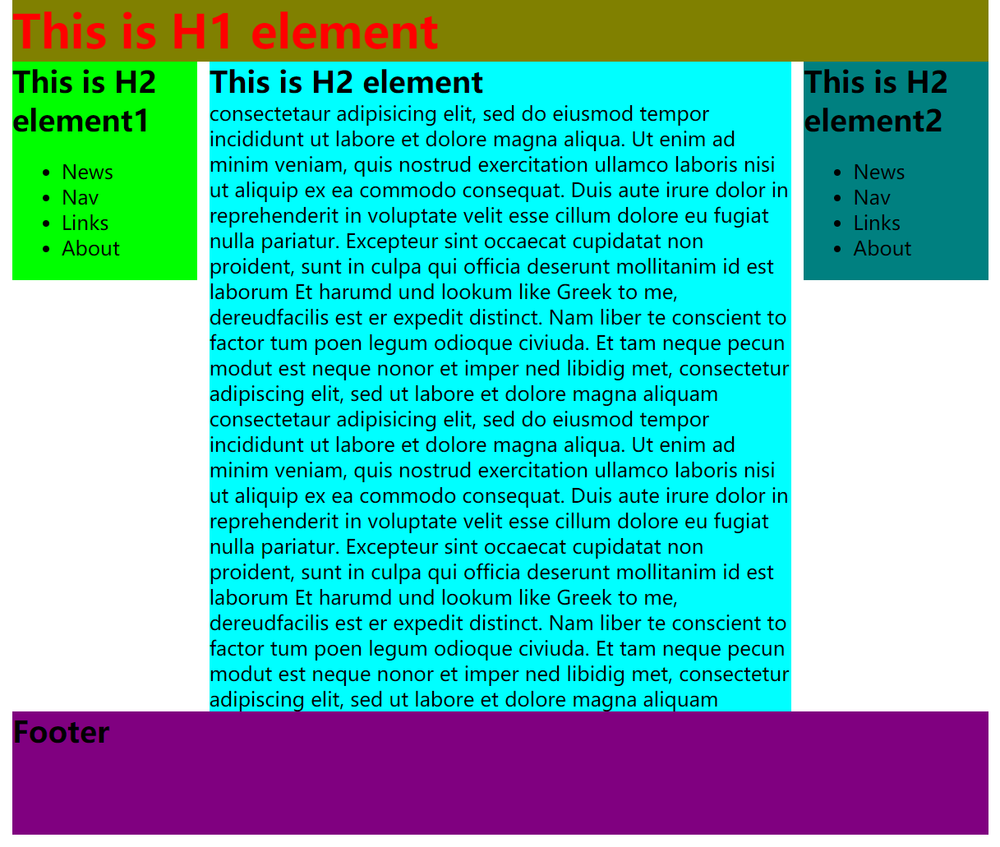 This is H1 element
This is H2
element1
News
Nav
Links
About
This is H2 element
consectetaur adipisicing elit, sed do eiusmod tempor
incididunt ut labore et dolore magna aliqua. Ut enim ad
minim veniam, quis nostrud exercitation ullamco laboris nisi
ut aliquip ex ea commodo consequat. Duis aute irure dolor in
reprehenderit in voluptate velit esse cillum dolore eu fugiat
nulla pariatur. Excepteur sint occaecat cupidatat non
proident, sunt in culpa qui officia deserunt mollitanim id est
laborum Et harumd und lookum like Greek to me,
dereudfacilis est er expedit distinct. Nam liber te conscient to
factor tum poen legum odioque civiuda. Et tam neque pecun
modut est neque nonor et imper ned libidig met, consectetur
adipiscing elit, sed ut labore et dolore magna aliquam
consectetaur adipisicing elit, sed do eiusmod tempor
incididunt ut labore et dolore magna aliqua. Ut enim ad
minim veniam, quis nostrud exercitation ullamco laboris nisi
ut aliquip ex ea commodo consequat. Duis aute irure dolor in
reprehenderit in voluptate velit esse cillum dolore eu fugiat
nulla pariatur. Excepteur sint occaecat cupidatat non
proident, sunt in culpa qui officia deserunt mollitanim id est
laborum Et harumd und lookum like Greek to me,
dereudfacilis est er expedit distinct. Nam liber te conscient to
factor tum poen legum odioque civiuda. Et tam neque pecun
modut est neque nonor et imper ned libidig met, consectetur
adipiscing elit, sed ut labore et dolore magna aliquam
This is H2
element2
News
Nav
Links
About
Footer